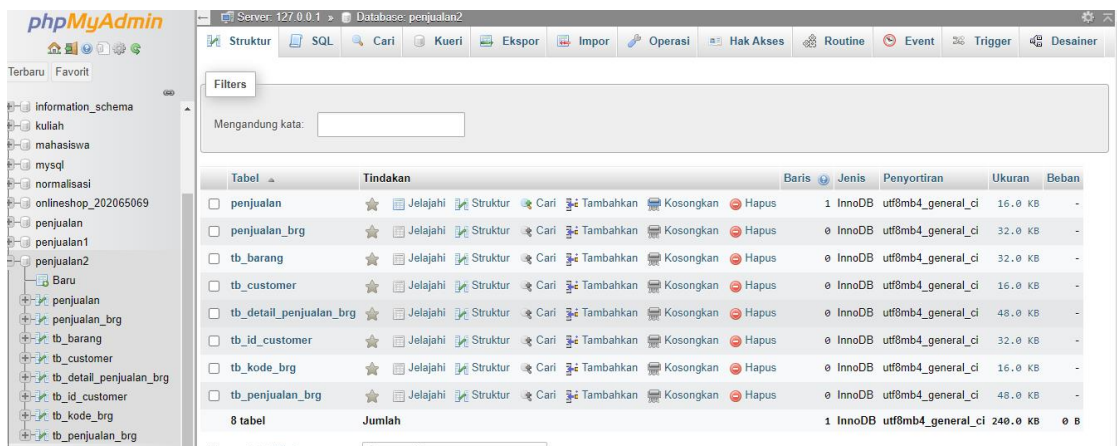 phpMyAdmin
Terbaru Favorit
information_schema
kuliah
mahasiswa
mysql
normalisasi
onlineshop_202065069
penjualan
penjualan1
penjualan2
Baru
penjualan
penjualan_brg
tb_barang
tb_customer
tb_detail_penjualan_brg
tb_id_customer
tb_kode_brg
tb_penjualan_brg
Server: 127.0.0.1 » Database: penjualan2
Struktur SQL Cari Kueri Ekspor Impor Operasi Hak Akses Routine Event Trigger Desainer
Filters
Mengandung kata:
Tabel Tindakan Baris Jenis Penyortiran Ukuran Beban
penjualan Jelajahi Struktur Cari Tambahkan Kosongkan Hapus 1 InnoDB utf8mb4_general_ci 16.0 KB -
penjualan_brg Jelajahi Struktur Cari Tambahkan Kosongkan Hapus 0 InnoDB utf8mb4_general_ci 32.0 KB -
tb_barang Jelajahi Struktur Cari Tambahkan Kosongkan Hapus 0 InnoDB utf8mb4_general_ci 32.0 KB -
tb_customer Jelajahi Struktur Cari Tambahkan Kosongkan Hapus 0 InnoDB utf8mb4_general_ci 16.0 KB -
tb_detail_penjualan_brg Jelajahi Struktur Cari Tambahkan Kosongkan Hapus 0 InnoDB utf8mb4_general_ci 48.0 KB -
tb_id_customer Jelajahi Struktur Cari Tambahkan Kosongkan Hapus 0 InnoDB utf8mb4_general_ci 32.0 KB -
tb_kode_brg Jelajahi Struktur Cari Tambahkan Kosongkan Hapus 0 InnoDB utf8mb4_general_ci 16.0 KB -
tb_penjualan_brg Jelajahi Struktur Cari Tambahkan Kosongkan Hapus 0 InnoDB utf8mb4_general_ci 48.0 KB -
8 tabel Jumlah 1 InnoDB utf8mb4_general_ci 240.0 KB 0 B